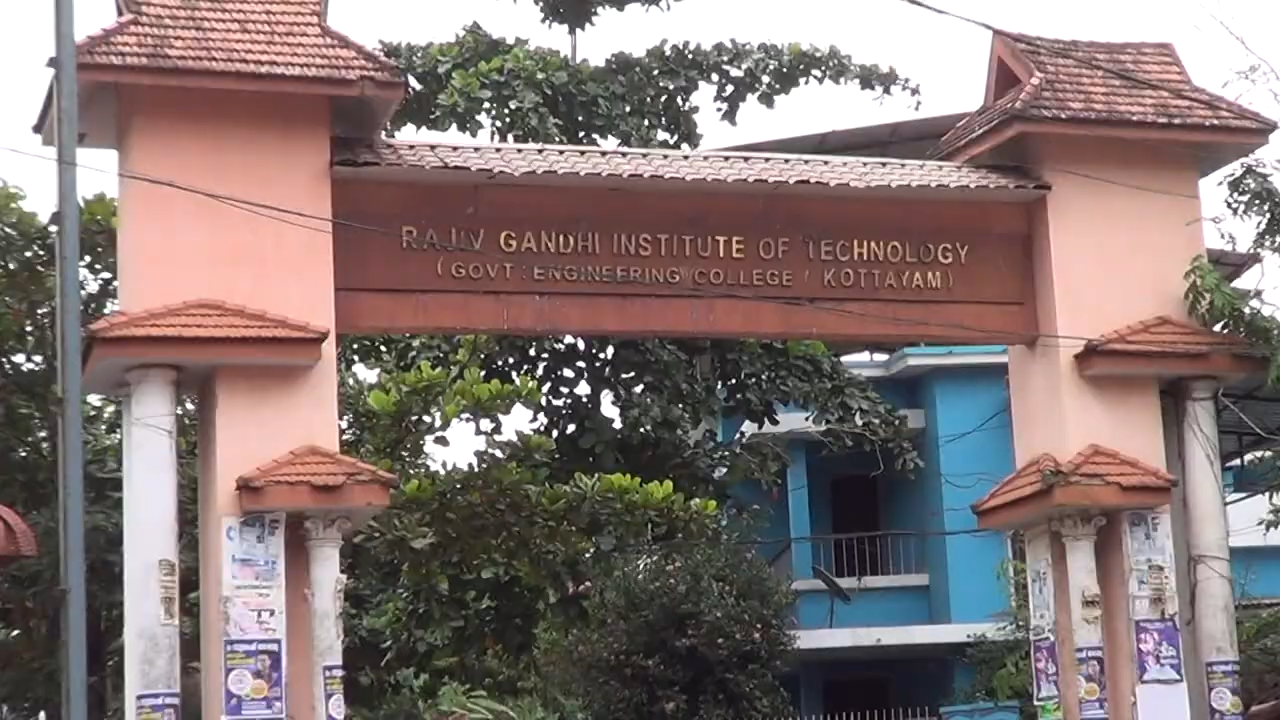 RAJIV GANDHI INSTITUTE OF TECHNOLOGY
( GOVT : ENGINEERING COLLEGE / KOTTAYAM )